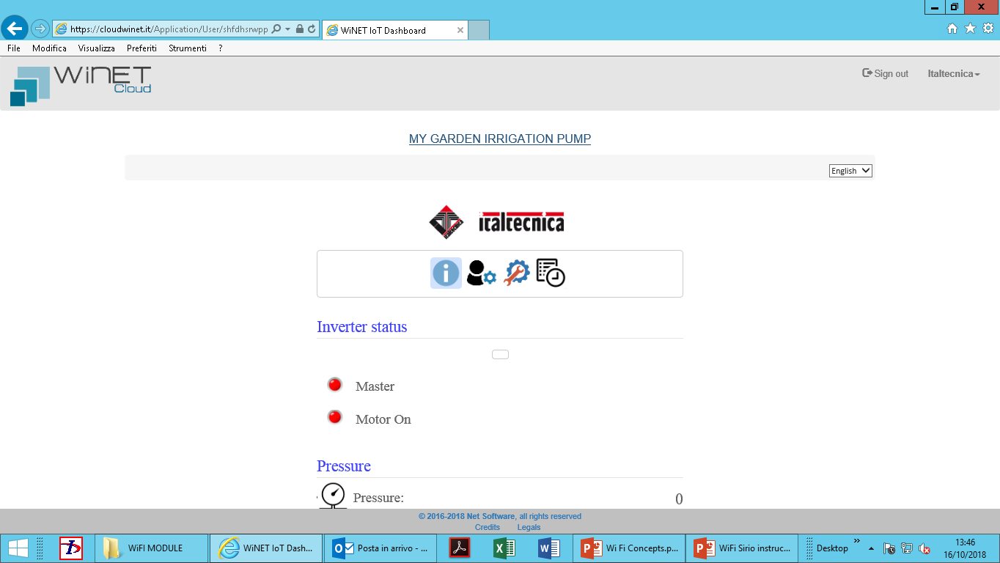 https://cloudwinet.it/Application/User/shfdhsrwpp
WiNET IoT Dashboard
File Modifica Visualizza Preferiti Strumenti ?
WiNET
Cloud
Sign out
Italtecnica
MY GARDEN IRRIGATION PUMP
English
italtecnica
Inverter status
Master
Motor On
Pressure
Pressure: 0
© 2016-2018 Net Software, all rights reserved
Credits Legals
WiFI MODULE
WiNET IoT Dash...
Posta in arrivo - ...
Wi Fi Concepts.p...
WiFi Sirio instruc...
Desktop
13:46
16/10/2018